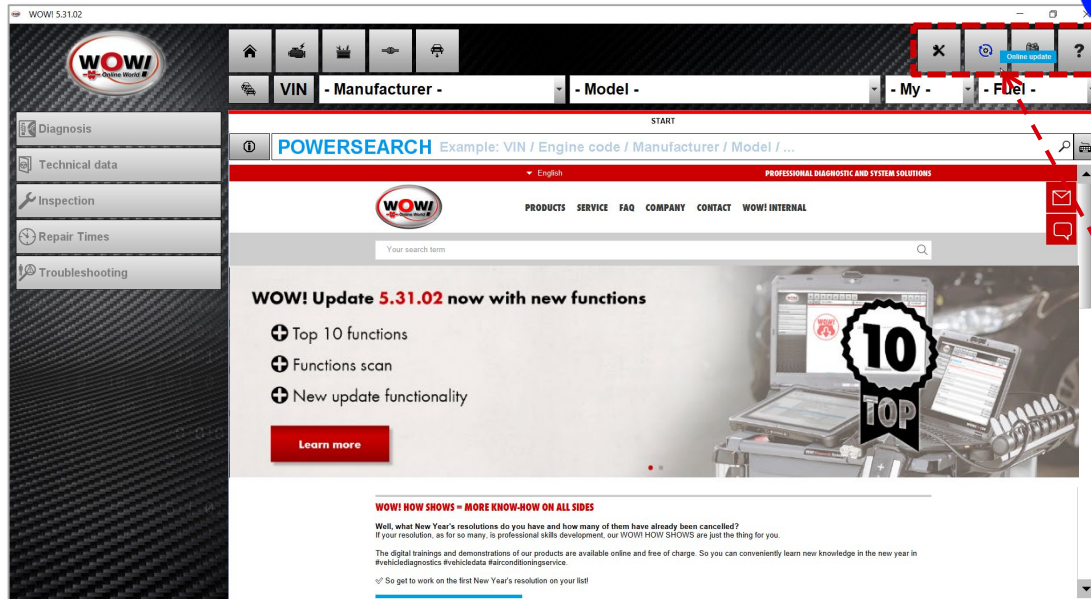 WOW! 5.31.02
WOW!
Online World
Online update
?
VIN - Manufacturer - - Model - - My - - Fuel -
START
Diagnosis
Technical data
Inspection
Repair Times
Troubleshooting
POWERSEARCH Example: VIN / Engine code / Manufacturer / Model / ...
English PROFESSIONAL DIAGNOSTIC AND SYSTEM SOLUTIONS
WOW!
Online World
PRODUCTS SERVICE FAQ COMPANY CONTACT WOW! INTERNAL
Your search term
WOW! Update 5.31.02 now with new functions
Top 10 functions
Functions scan
New update functionality
Learn more
WOW!
10
TOP
WOW! HOW SHOWS = MORE KNOW-HOW ON ALL SIDES
Well, what New Year's resolutions do you have and how many of them have already been cancelled?
If your resolution, as for so many, is professional skills development, our WOW! HOW SHOWS are just the thing for you.
The digital trainings and demonstrations of our products are available online and free of charge. So you can conveniently learn new knowledge in the new year in
#vehiclediagnostics #vehicledata #airconditioningservice.
So get to work on the first New Year's resolution on your list!